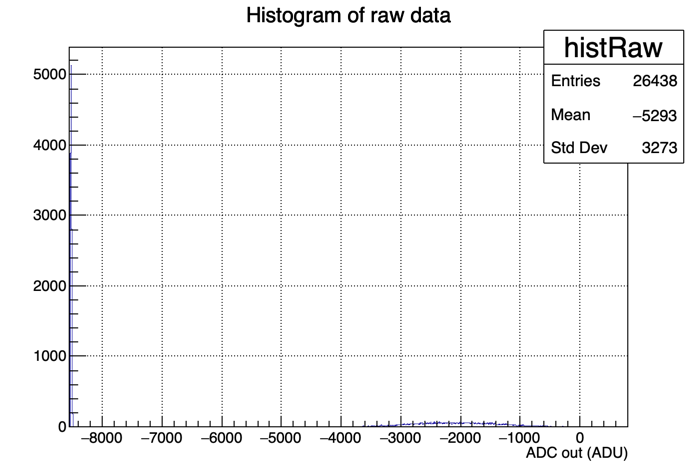 Histogram of raw data
histRaw
Entries 26438
Mean −5293
Std Dev 3273
5000
4000
3000
2000
1000
0
−8000 −7000 −6000 −5000 −4000 −3000 −2000 −1000 0
ADC out (ADU)